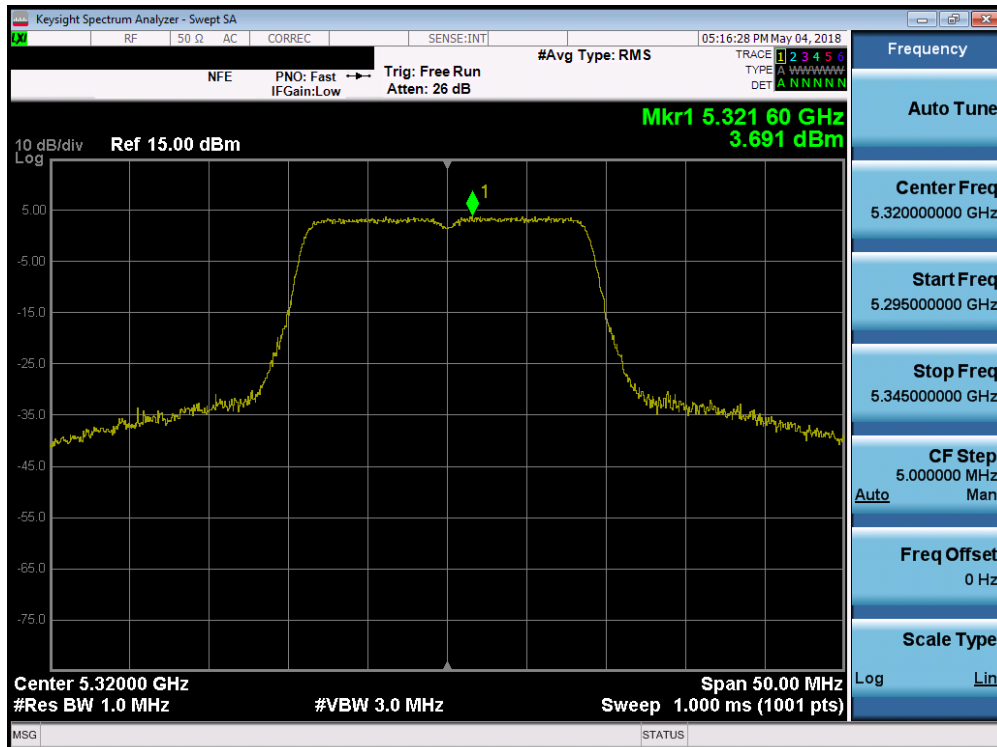 Keysight Spectrum Analyzer - Swept SA
LXI RF 50 Ω AC CORREC SENSE:INT 05:16:28 PM May 04, 2018
#Avg Type: RMS TRACE 1 2 3 4 5 6
NFE PNO: Fast Trig: Free Run TYPE A WWWWW
IFGain:Low Atten: 26 dB DET A N N N N N
Mkr1 5.321 60 GHz
3.691 dBm
10 dB/div Ref 15.00 dBm
Log
1
5.00
-5.00
-15.0
-25.0
-35.0
-45.0
-55.0
-65.0
-75.0
Center 5.32000 GHz Span 50.00 MHz
#Res BW 1.0 MHz #VBW 3.0 MHz Sweep 1.000 ms (1001 pts)
MSG STATUS
Frequency
Auto Tune
Center Freq
5.320000000 GHz
Start Freq
5.295000000 GHz
Stop Freq
5.345000000 GHz
CF Step
5.000000 MHz
Auto Man
Freq Offset
0 Hz
Scale Type
Log Lin